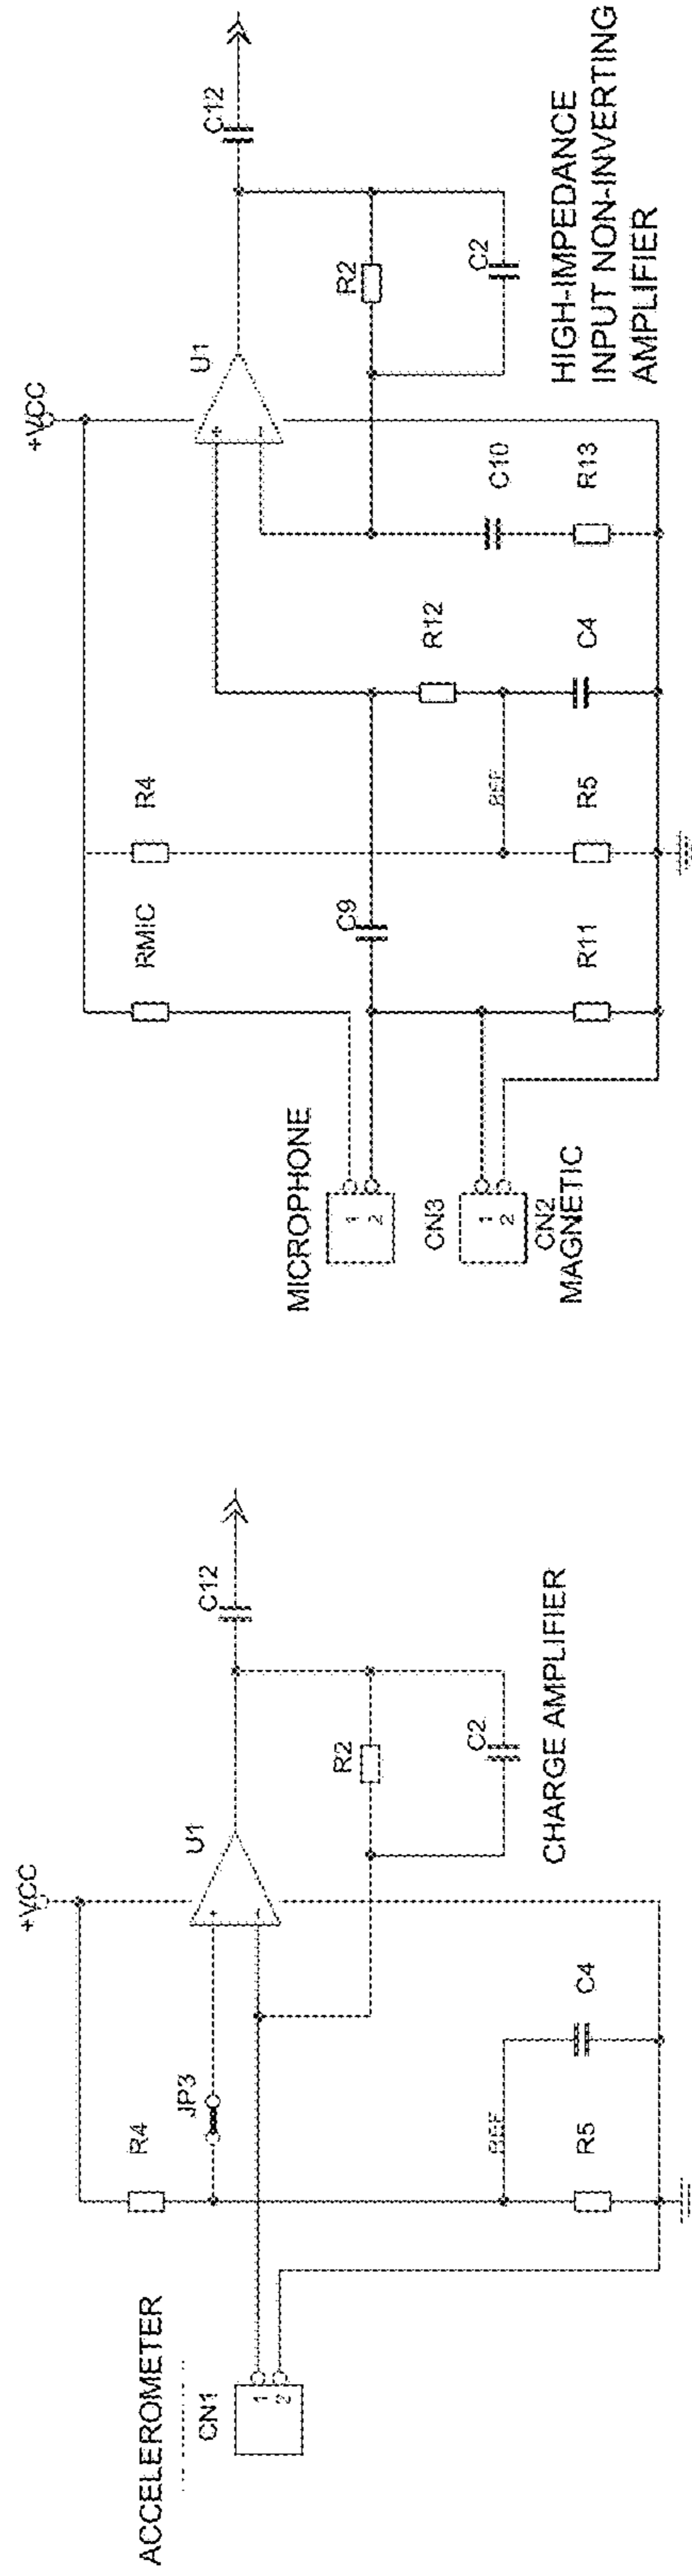 ACCELEROMETER
CN1
1
2
R4
JP3
+VCC
U1
+
-
REF
R5
C4
R2
C2
C12
CHARGE AMPLIFIER
MICROPHONE
1
2
CN3
1
2
CN2
MAGNETIC
RMIC
R4
C9
R11
R5
REF
R12
C4
+VCC
U1
+
-
C10
R13
R2
C2
C12
HIGH-IMPEDANCE
INPUT NON-INVERTING
AMPLIFIER